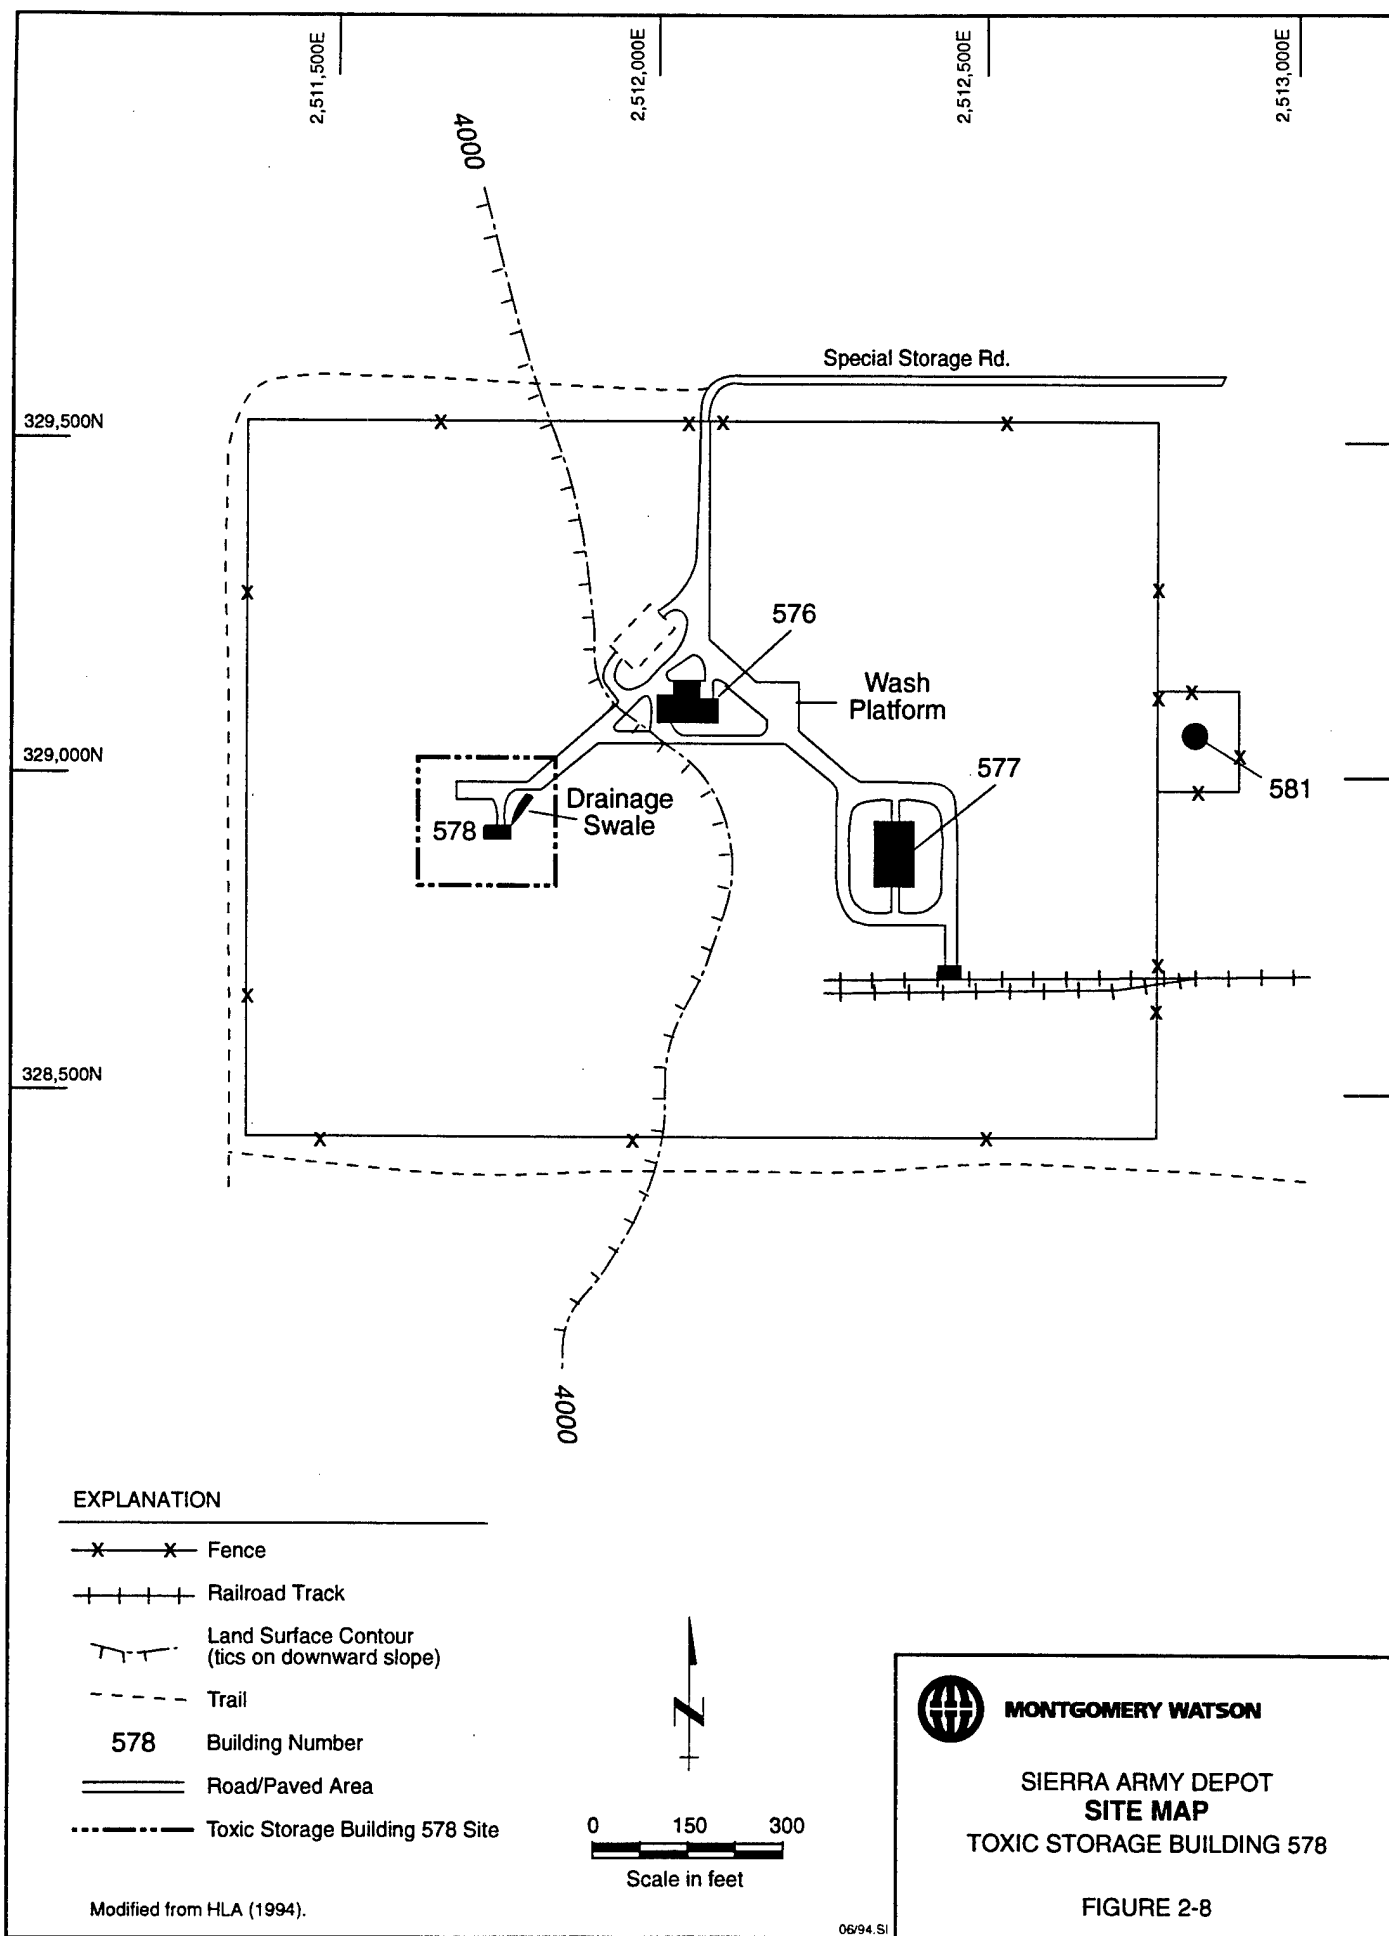 2,511,500E
2,512,000E
2,512,500E
2,513,000E
4000
Special Storage Rd.
329,500N
576
Wash
Platform
329,000N
577
581
Drainage
Swale
578
328,500N
4000
EXPLANATION
X X Fence
Railroad Track
Land Surface Contour
(tics on downward slope)
Trail
578 Building Number
Road/Paved Area
Toxic Storage Building 578 Site
Modified from HLA (1994).
N
0 150 300
Scale in feet
06/94.SI
MONTGOMERY WATSON
SIERRA ARMY DEPOT
SITE MAP
TOXIC STORAGE BUILDING 578
FIGURE 2-8